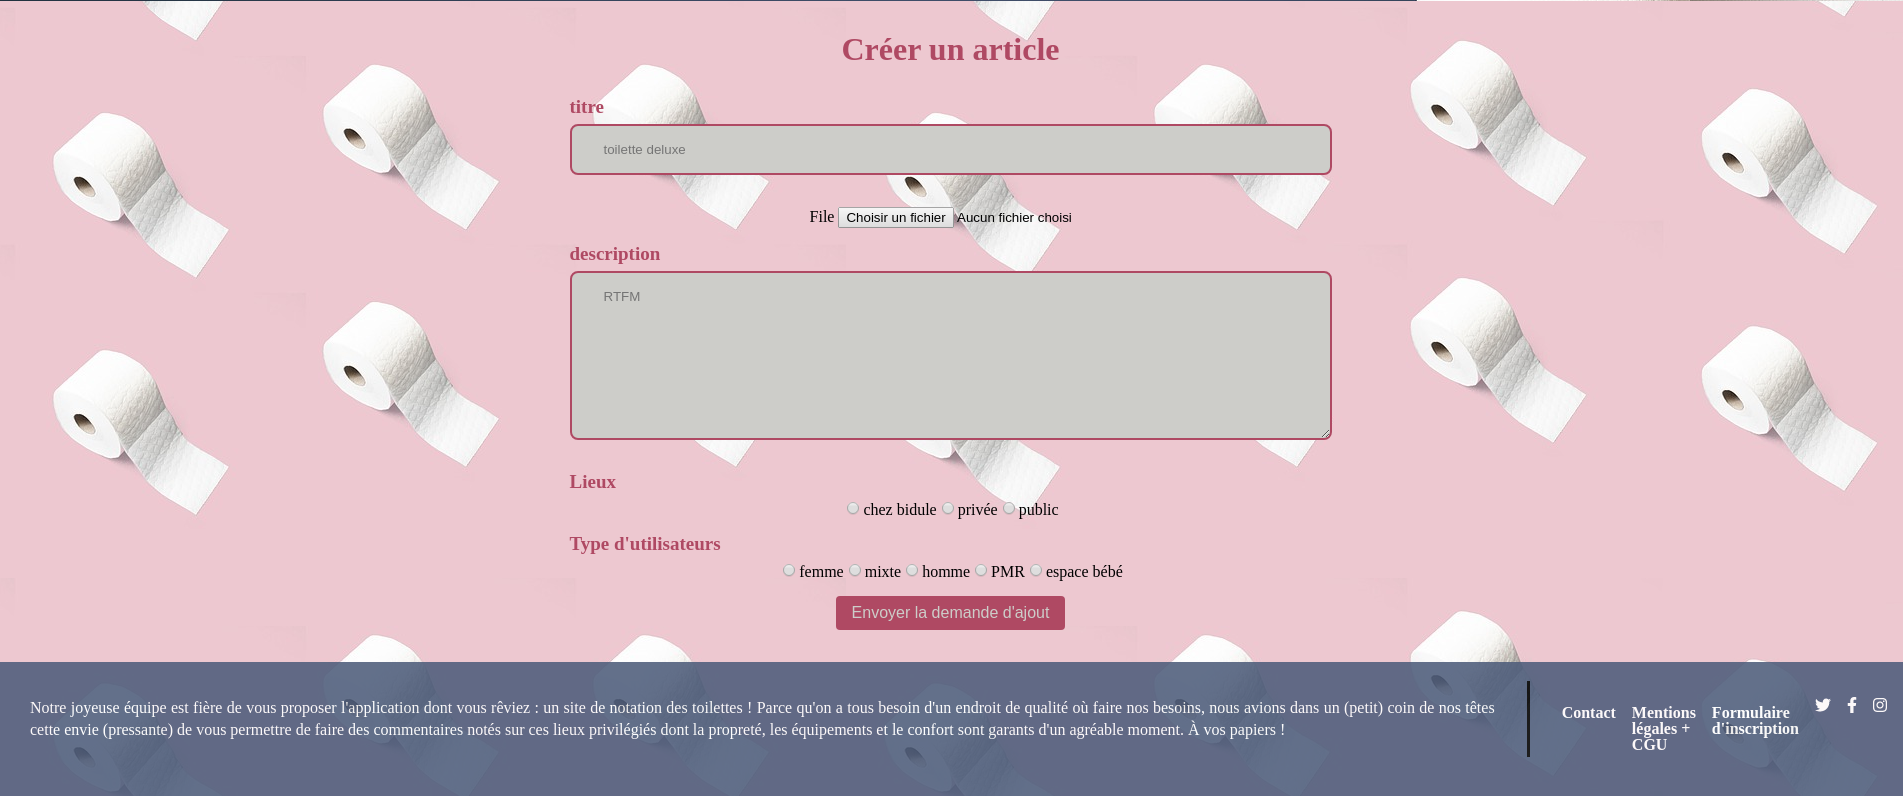 Créer un article
titre
toilette deluxe
File Choisir un fichier Aucun fichier choisi
description
RTFM
Lieux
chez bidule privée public
Type d'utilisateurs
femme mixte homme PMR espace bébé
Envoyer la demande d'ajout
Notre joyeuse équipe est fière de vous proposer l'application dont vous rêviez : un site de notation des toilettes ! Parce qu'on a tous besoin d'un endroit de qualité où faire nos besoins, nous avions dans un (petit) coin de nos têtes
cette envie (pressante) de vous permettre de faire des commentaires notés sur ces lieux privilégiés dont la propreté, les équipements et le confort sont garants d'un agréable moment. À vos papiers !
Contact
Mentions
légales +
CGU
Formulaire
d'inscription